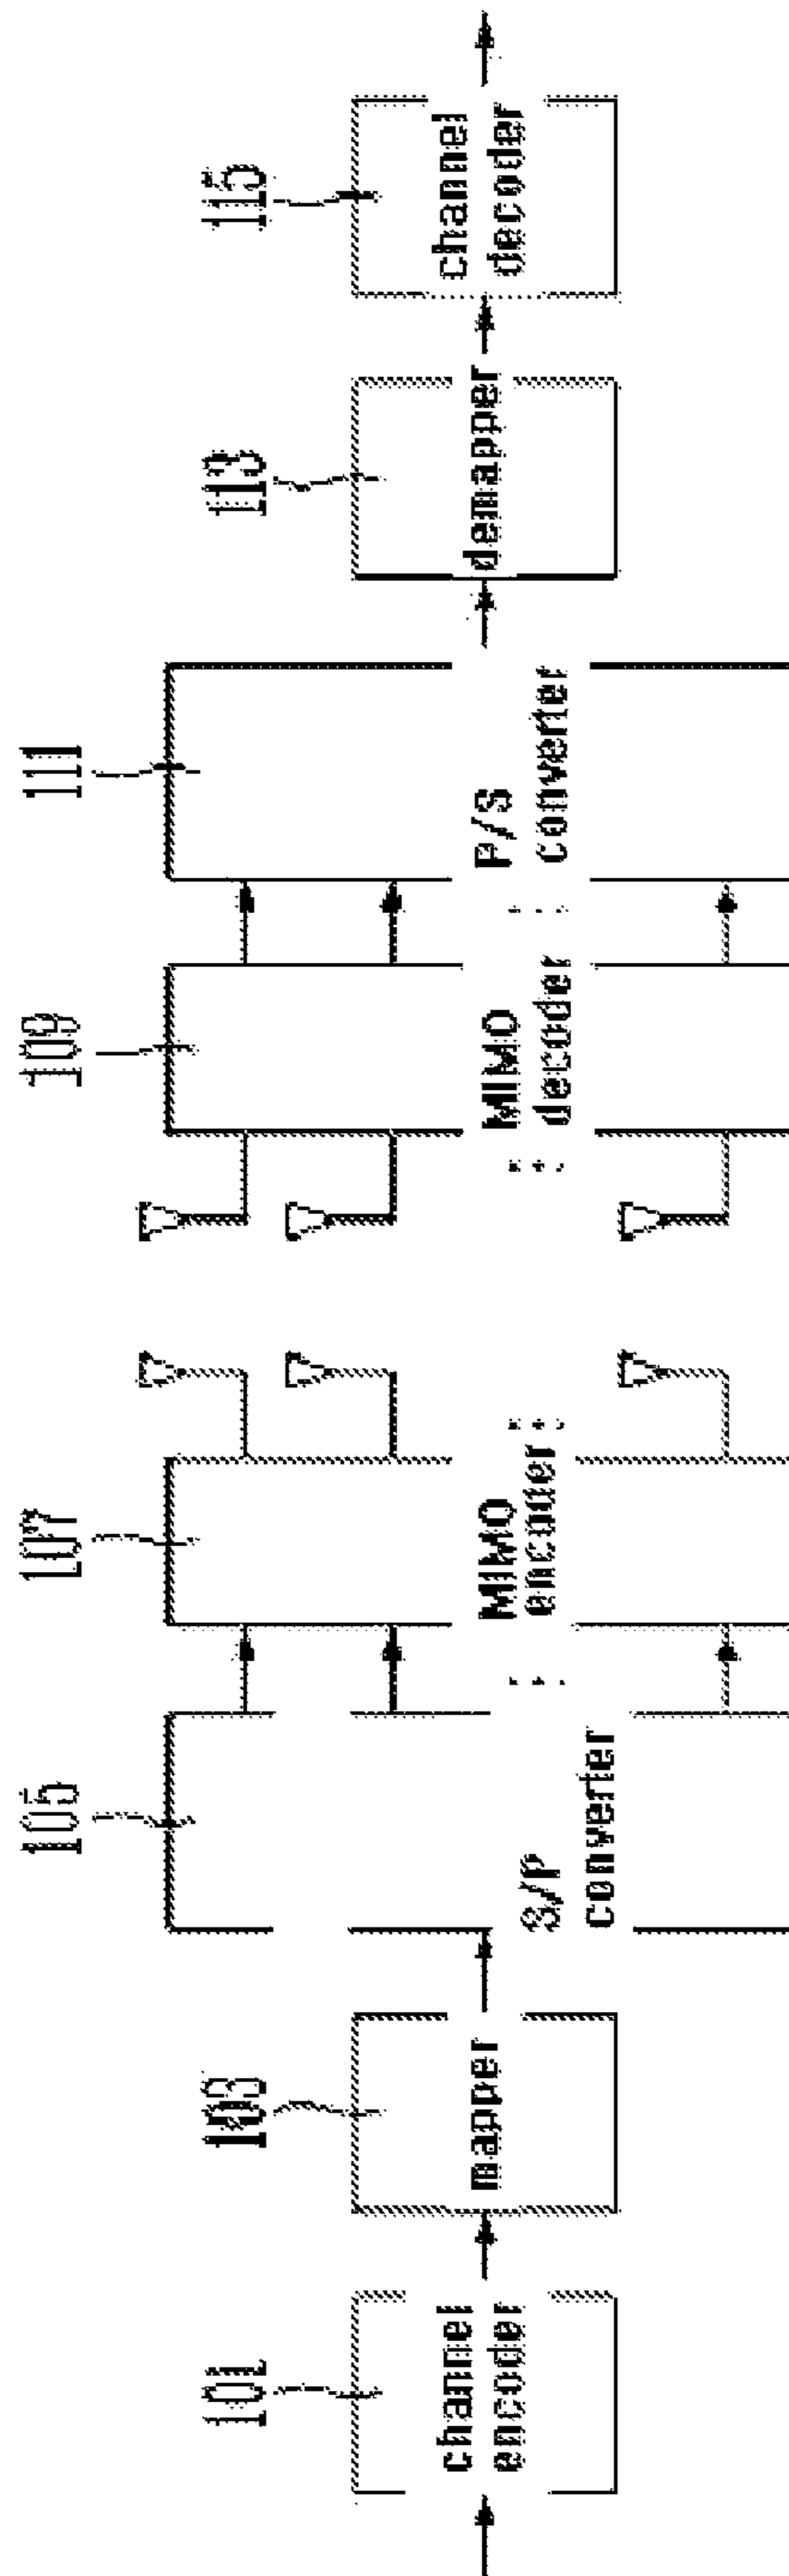 101
channel
encoder
103
mapper
105
S/P
converter
107
MIMO
encoder
109
MIMO
decoder
111
P/S
converter
113
demapper
115
channel
decoder